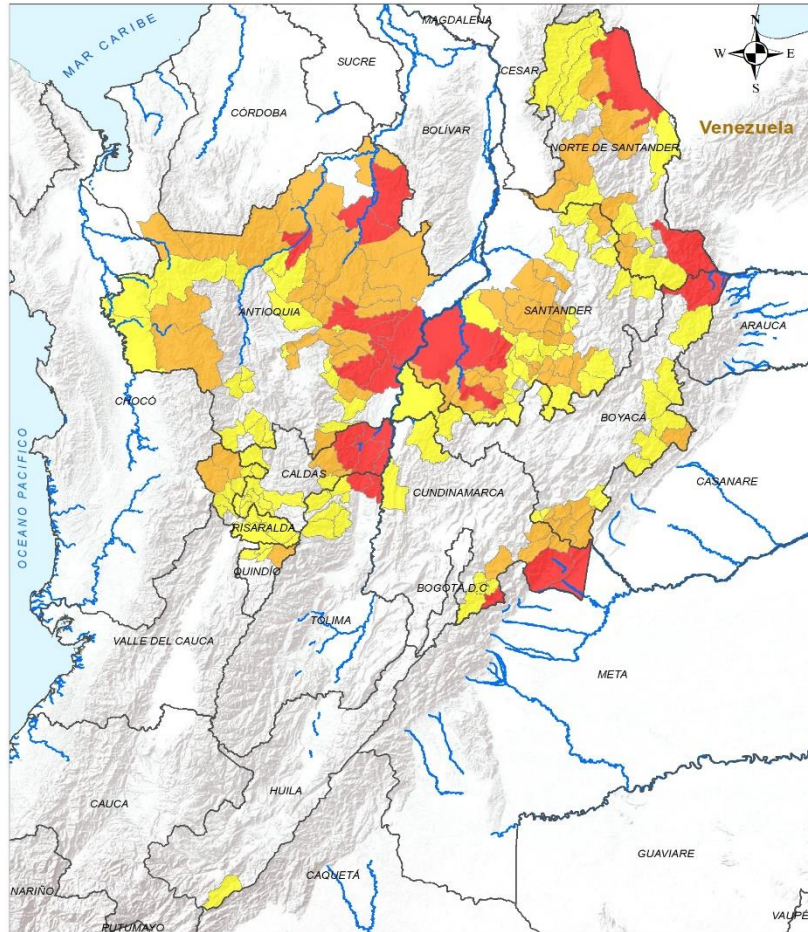 MAGDALENA
N
MAR CARIBE
SUCRE
CESAR
W E
S
CÓRDOBA
BOLÍVAR
Venezuela
NORTE DE SANTANDER
ANTIOQUIA
SANTANDER
ARAUCA
CHOCÓ
BOYACÁ
OCEANO PACIFICO
CALDAS
CUNDINAMARCA
CASANARE
RISARALDA
QUINDÍO
BOGOTÁ D.C
TOLIMA
VALLE DEL CAUCA
META
CAUCA
HUILA
GUAVIARE
CAQUETÁ
NARIÑO
PUTUMAYO
VAUPÉ